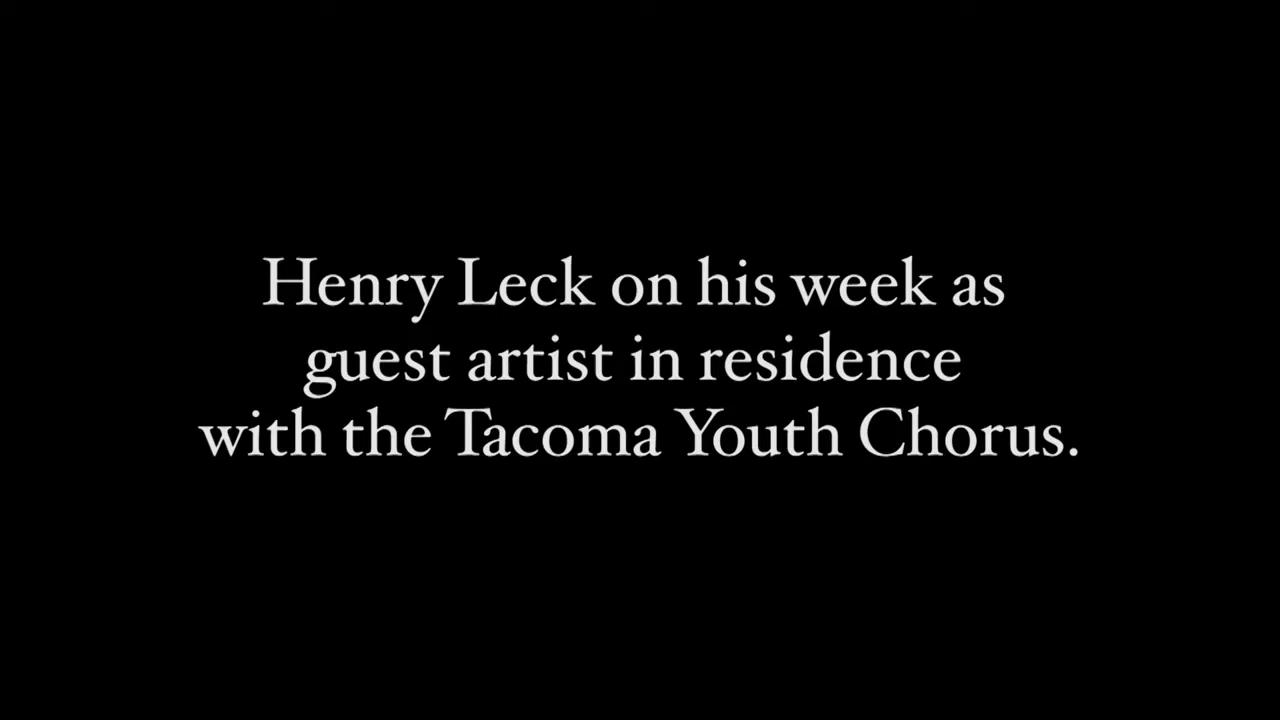 Henry Leck on his week as
guest artist in residence
with the Tacoma Youth Chorus.